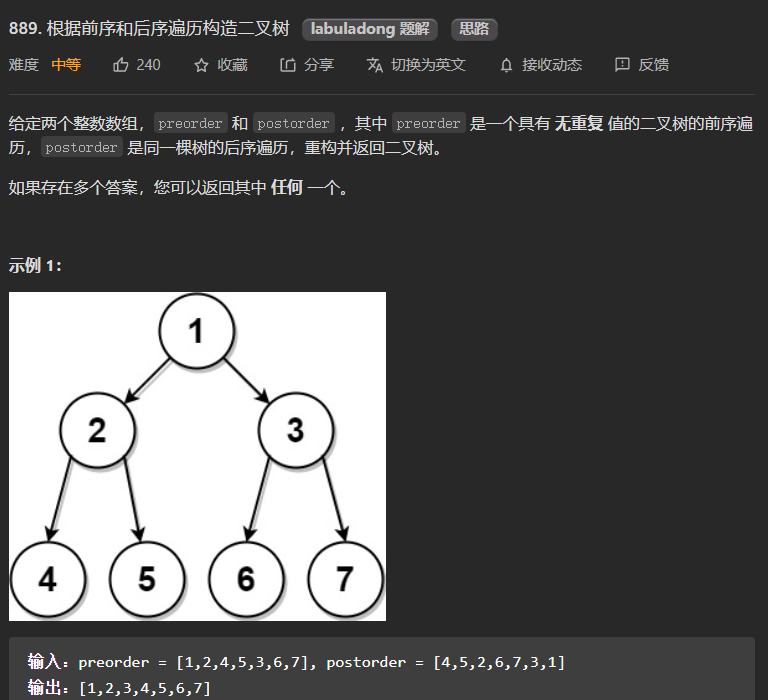 889. 根据前序和后序遍历构造二叉树 labuladong 题解 思路
难度 中等 240 收藏 分享 切换为英文 接收动态 反馈
给定两个整数数组，preorder 和 postorder ，其中 preorder 是一个具有 无重复 值的二叉树的前序遍
历，postorder 是同一棵树的后序遍历，重构并返回二叉树。
如果存在多个答案，您可以返回其中 任何 一个。
示例 1：
1
2 3
4 5 6 7
输入：preorder = [1,2,4,5,3,6,7], postorder = [4,5,2,6,7,3,1]
输出：[1,2,3,4,5,6,7]